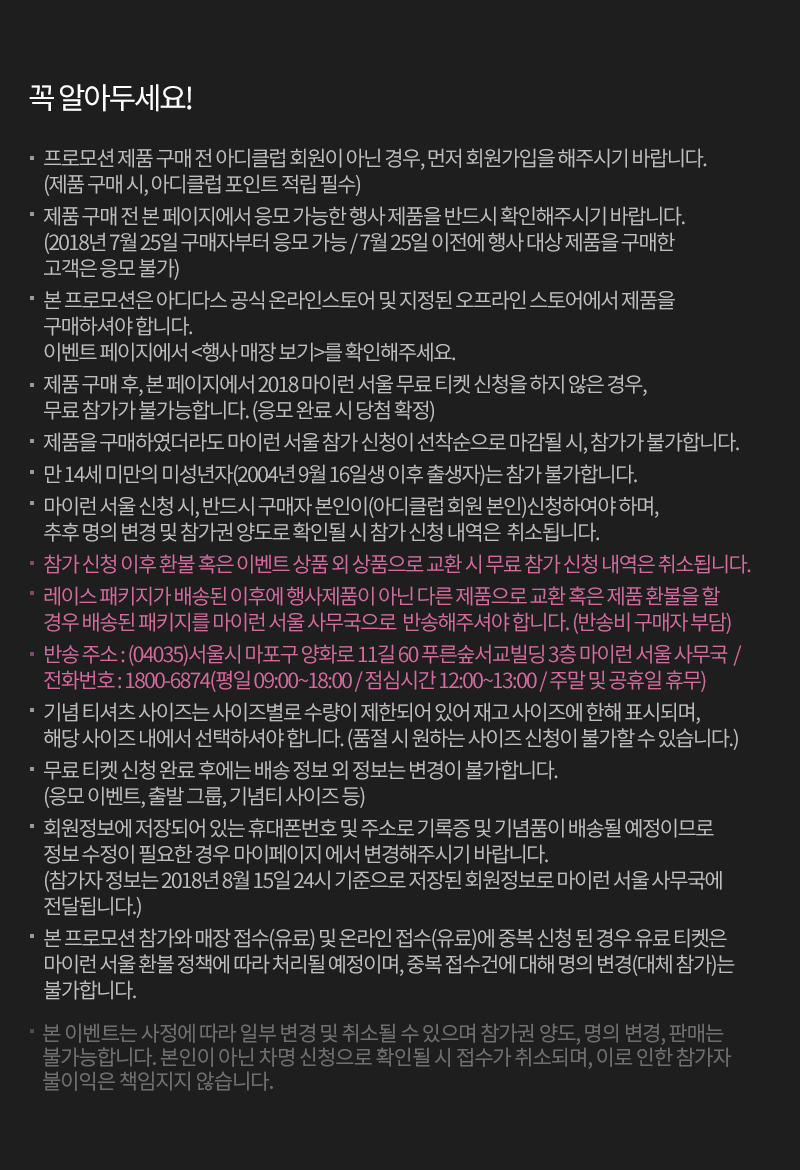 꼭 알아두세요!
프로모션 제품 구매 전 아디클럽 회원이 아닌 경우, 먼저 회원가입을 해주시기 바랍니다.
(제품 구매 시, 아디클럽 포인트 적립 필수)
제품 구매 전 본 페이지에서 응모 가능한 행사 제품을 반드시 확인해주시기 바랍니다.
(2018년 7월 25일 구매자부터 응모 가능 / 7월 25일 이전에 행사 대상 제품을 구매한
고객은 응모 불가)
본 프로모션은 아디다스 공식 온라인스토어 및 지정된 오프라인 스토어에서 제품을
구매하셔야 합니다.
이벤트 페이지에서 <행사 매장 보기>를 확인해주세요.
제품 구매 후, 본 페이지에서 2018 마이런 서울 무료 티켓 신청을 하지 않은 경우,
무료 참가가 불가능합니다. (응모 완료 시 당첨 확정)
제품을 구매하였더라도 마이런 서울 참가 신청이 선착순으로 마감될 시, 참가가 불가합니다.
만 14세 미만의 미성년자(2004년 9월 16일생 이후 출생자)는 참가 불가합니다.
마이런 서울 신청 시, 반드시 구매자 본인이(아디클럽 회원 본인)신청하여야 하며,
추후 명의 변경 및 참가권 양도로 확인될 시 참가 신청 내역은 취소됩니다.
참가 신청 이후 환불 혹은 이벤트 상품 외 상품으로 교환 시 무료 참가 신청 내역은 취소됩니다.
레이스 패키지가 배송된 이후에 행사제품이 아닌 다른 제품으로 교환 혹은 제품 환불을 할
경우 배송된 패키지를 마이런 서울 사무국으로 반송해주셔야 합니다. (반송비 구매자 부담)
반송 주소 : (04035)서울시 마포구 양화로 11길 60 푸른숲서교빌딩 3층 마이런 서울 사무국 /
전화번호 : 1800-6874(평일 09:00~18:00 / 점심시간 12:00~13:00 / 주말 및 공휴일 휴무)
기념 티셔츠 사이즈는 사이즈별로 수량이 제한되어 있어 재고 사이즈에 한해 표시되며,
해당 사이즈 내에서 선택하셔야 합니다. (품절 시 원하는 사이즈 신청이 불가할 수 있습니다.)
무료 티켓 신청 완료 후에는 배송 정보 외 정보는 변경이 불가합니다.
(응모 이벤트, 출발 그룹, 기념티 사이즈 등)
회원정보에 저장되어 있는 휴대폰번호 및 주소로 기록증 및 기념품이 배송될 예정이므로
정보 수정이 필요한 경우 마이페이지 에서 변경해주시기 바랍니다.
(참가자 정보는 2018년 8월 15일 24시 기준으로 저장된 회원정보로 마이런 서울 사무국에
전달됩니다.)
본 프로모션 참가와 매장 접수(유료) 및 온라인 접수(유료)에 중복 신청 된 경우 유료 티켓은
마이런 서울 환불 정책에 따라 처리될 예정이며, 중복 접수건에 대해 명의 변경(대체 참가)는
불가합니다.
본 이벤트는 사정에 따라 일부 변경 및 취소될 수 있으며 참가권 양도, 명의 변경, 판매는
불가능합니다. 본인이 아닌 차명 신청으로 확인될 시 접수가 취소되며, 이로 인한 참가자
불이익은 책임지지 않습니다.